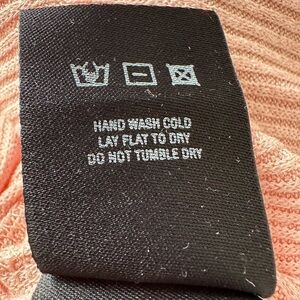 HAND WASH COLD
LAY FLAT TO DRY
DO NOT TUMBLE DRY